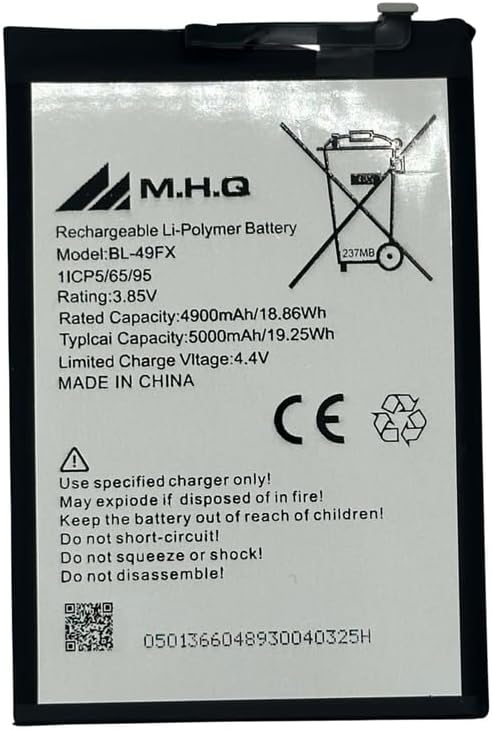 M.H.Q
Rechargeable Li-Polymer Battery
Model:BL-49FX
1ICP5/65/95
Rating:3.85V
Rated Capacity:4900mAh/18.86Wh
Typlcai Capacity:5000mAh/19.25Wh
Limited Charge Vltage:4.4V
MADE IN CHINA
237MB
CE
Use specified charger only!
May explode if disposed of in fire!
Keep the battery out of reach of children!
Do not short-circuit!
Do not squeeze or shock!
Do not disassemble!
0501366048930040325H